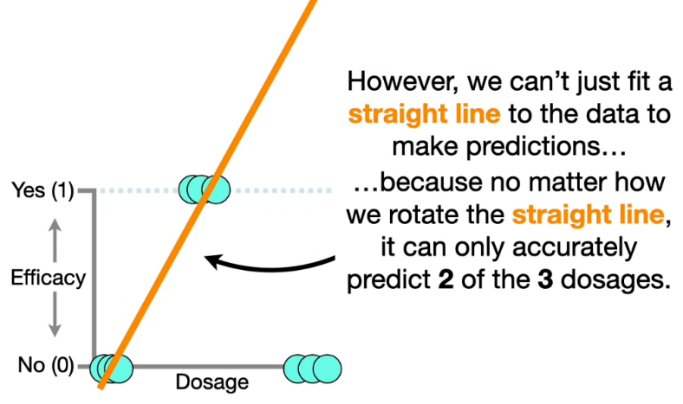 However, we can’t just fit a
straight line to the data to
make predictions…
…because no matter how
we rotate the straight line,
it can only accurately
predict 2 of the 3 dosages.
Yes (1)
Efficacy
No (0)
Dosage